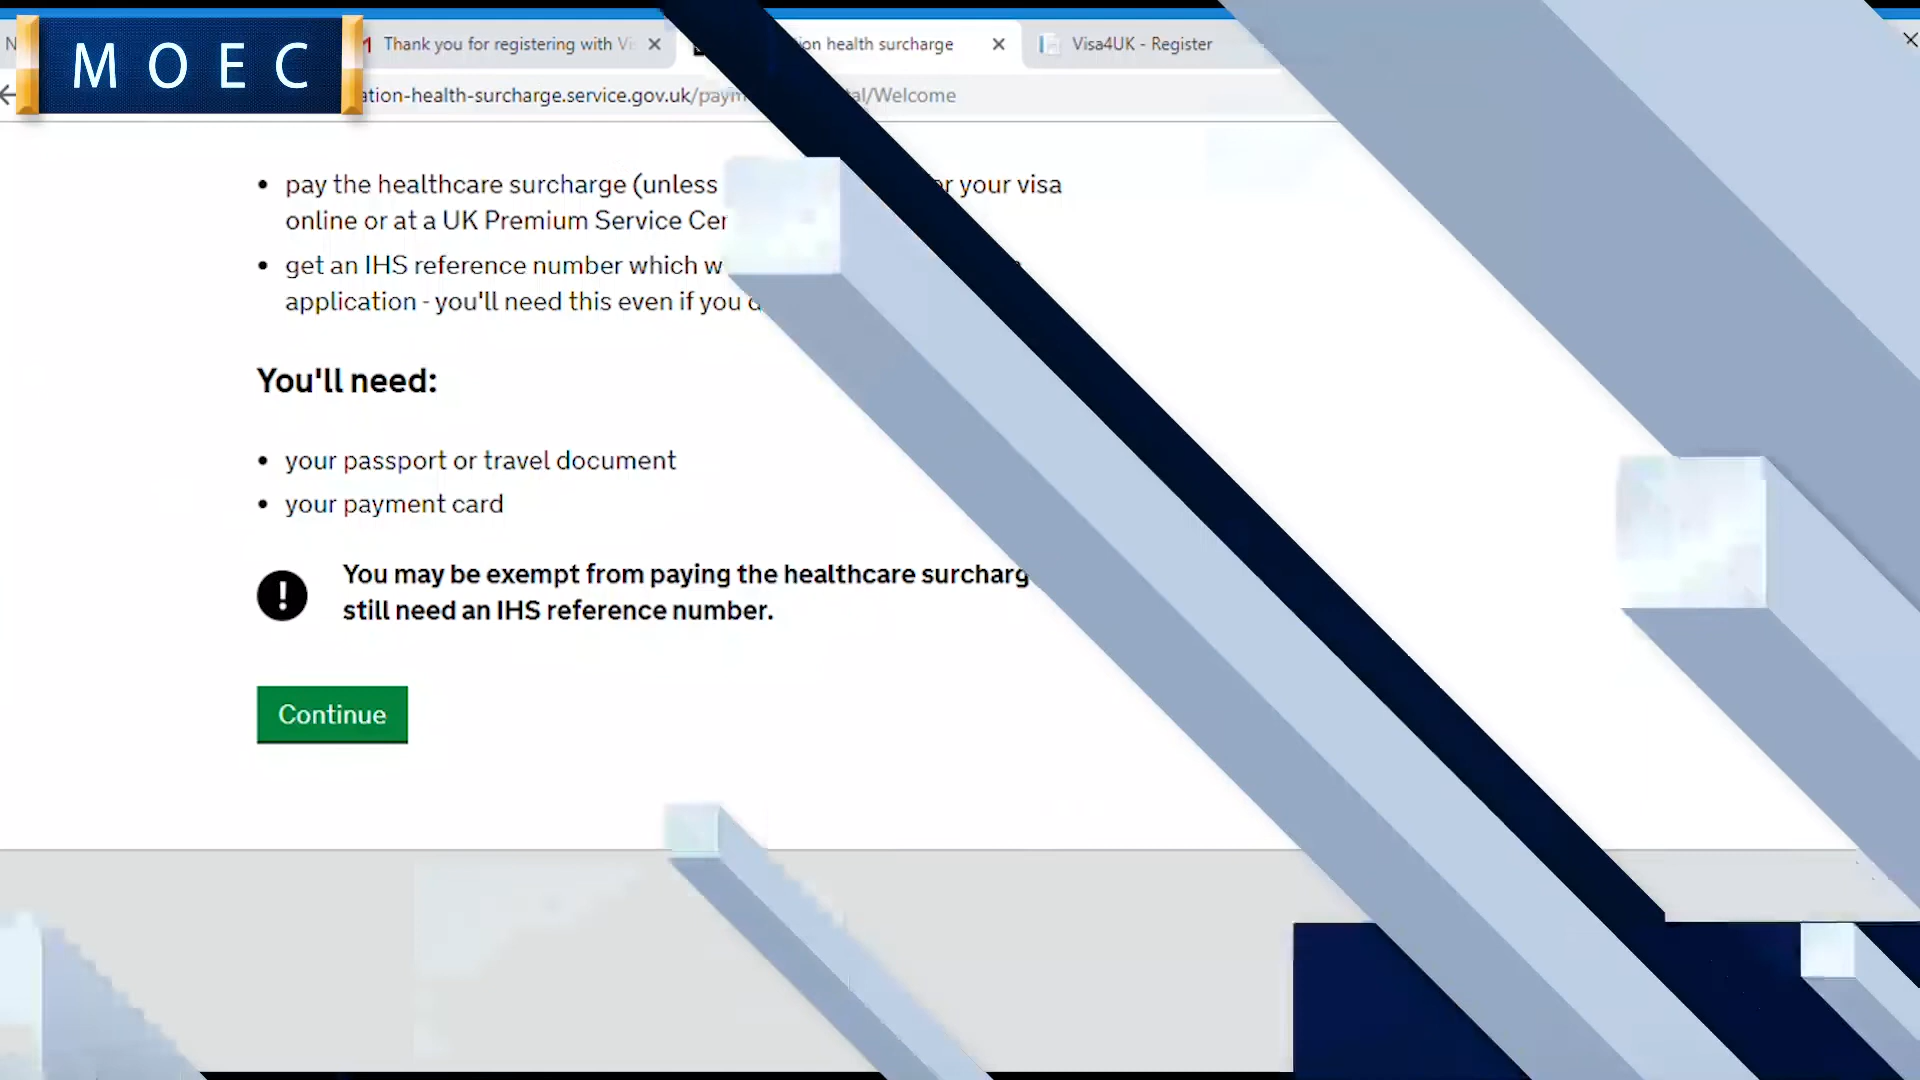 MOEC
Thank you for registering with
health surcharge
Visa4UK - Register
ation-health-surcharge.service.gov.uk/paym
/Welcome
• pay the healthcare surcharge (unless
your visa
online or at a UK Premium Service
• get an IHS reference number which
application - you'll need this even if you
You'll need:
• your passport or travel document
• your payment card
! You may be exempt from paying the healthcare surcharg
still need an IHS reference number.
Continue